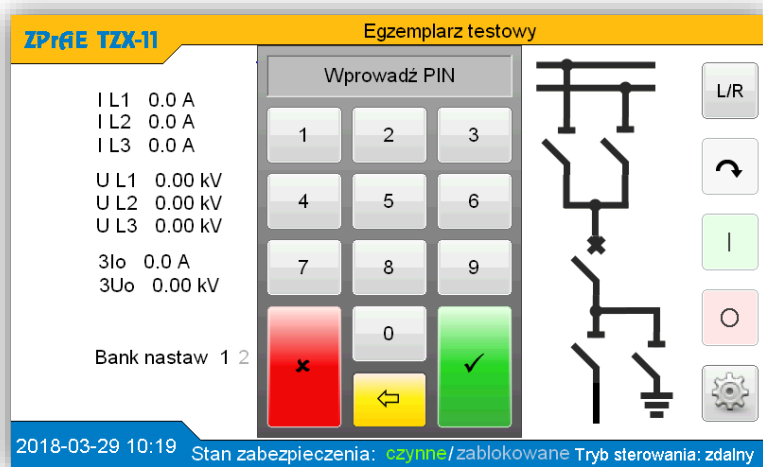 ZPrAE TZX-11
Egzemplarz testowy
I L1 0.0 A
I L2 0.0 A
I L3 0.0 A
U L1 0.00 kV
U L2 0.00 kV
U L3 0.00 kV
3Io 0.0 A
3Uo 0.00 kV
Bank nastaw 1 2
Wprowadź PIN
1 2 3
4 5 6
7 8 9
0
L/R
I
O
2018-03-29 10:19
Stan zabezpieczenia: czynne/zablokowane Tryb sterowania: zdalny